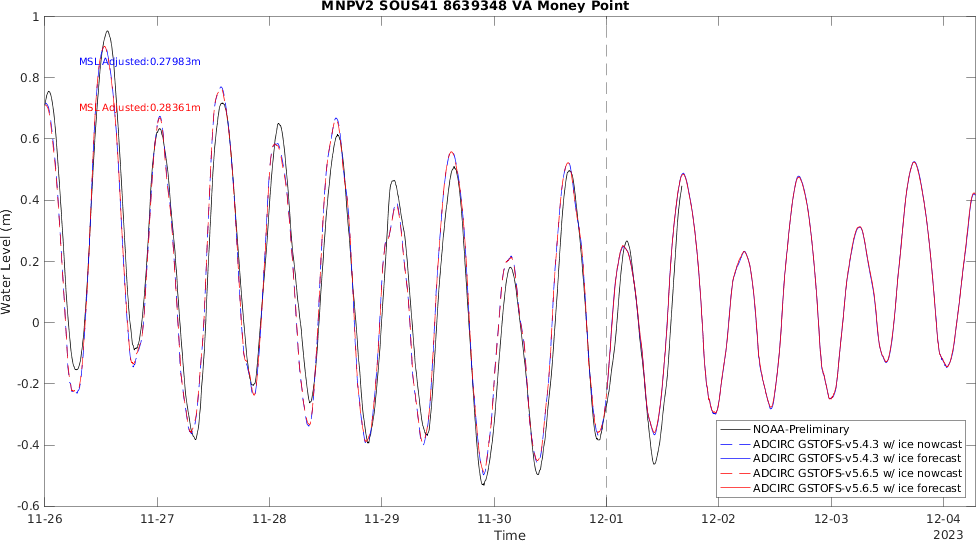 MNPV2 SOUS41 8639348 VA Money Point
1
MSL Adjusted:0.27983m
0.8
MSL Adjusted:0.28361m
0.6
0.4
0.2
Water Level (m)
0
-0.2
-0.4
-0.6
NOAA-Preliminary
ADCIRC GSTOFS-v5.4.3 w/ ice nowcast
ADCIRC GSTOFS-v5.4.3 w/ ice forecast
ADCIRC GSTOFS-v5.6.5 w/ ice nowcast
ADCIRC GSTOFS-v5.6.5 w/ ice forecast
11-26 11-27 11-28 11-29 11-30 12-01 12-02 12-03 12-04
Time
2023